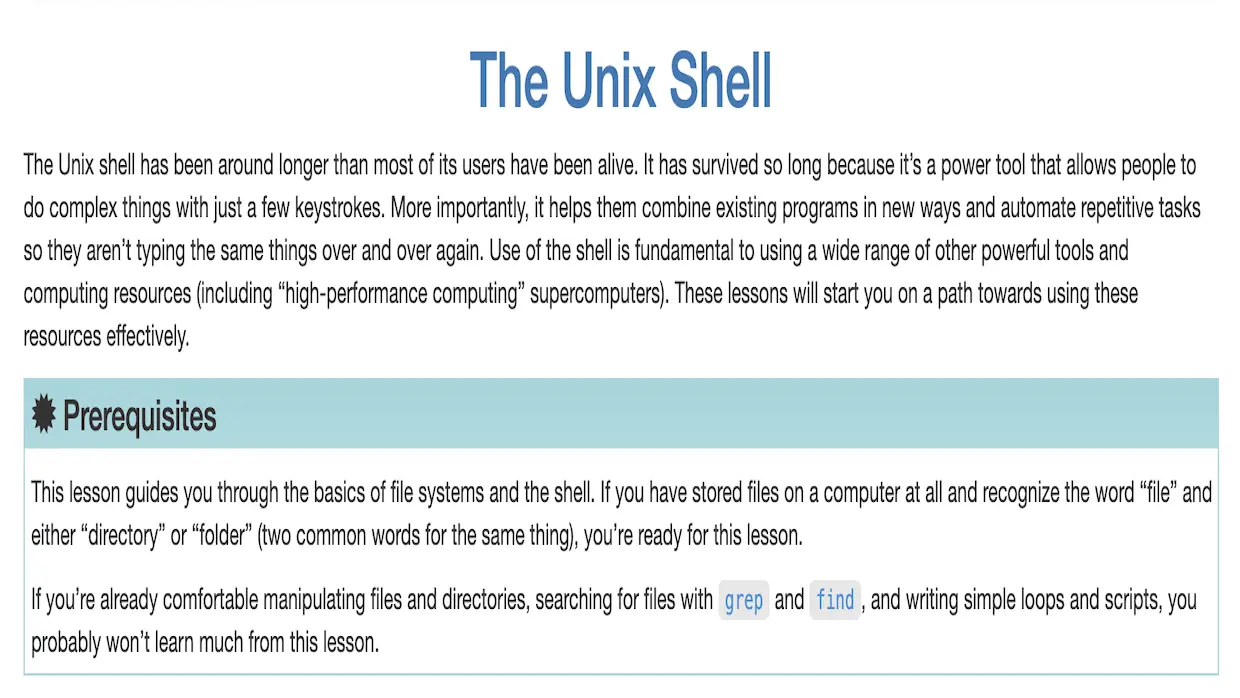 The Unix Shell
The Unix shell has been around longer than most of its users have been alive. It has survived so long because it’s a power tool that allows people to
do complex things with just a few keystrokes. More importantly, it helps them combine existing programs in new ways and automate repetitive tasks
so they aren’t typing the same things over and over again. Use of the shell is fundamental to using a wide range of other powerful tools and
computing resources (including “high-performance computing” supercomputers). These lessons will start you on a path towards using these
resources effectively.
Prerequisites
This lesson guides you through the basics of file systems and the shell. If you have stored files on a computer at all and recognize the word “file” and
either “directory” or “folder” (two common words for the same thing), you’re ready for this lesson.
If you’re already comfortable manipulating files and directories, searching for files with grep and find, and writing simple loops and scripts, you
probably won’t learn much from this lesson.